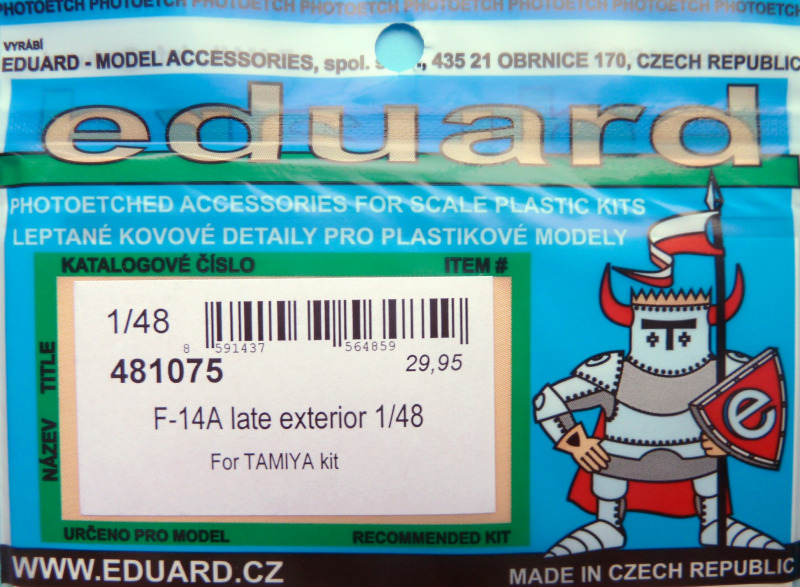 PHOTOETCH PHOTOETCH PHOTOETCH PHOTOETCH PHOTOETCH PHOTOETCH PHOTOETCH
VYRÁBÍ
EDUARD - MODEL ACCESSORIES, spol. 435 21 OBRNICE 170, CZECH REPUBLIC
eduard
PHOTOETCHED ACCESSORIES FOR SCALE PLASTIC KITS
LEPTANÉ KOVOVÉ DETAILY PRO PLASTIKOVÉ MODELY
KATALOGOVÉ ČÍSLO ITEM #
1/48
8 591437 564859
481075 29,95
F-14A late exterior 1/48
For TAMIYA kit
NÁZEV TITLE
e
URČENO PRO MODEL RECOMMENDED KIT
WWW.EDUARD.CZ MADE IN CZECH REPUBLIC